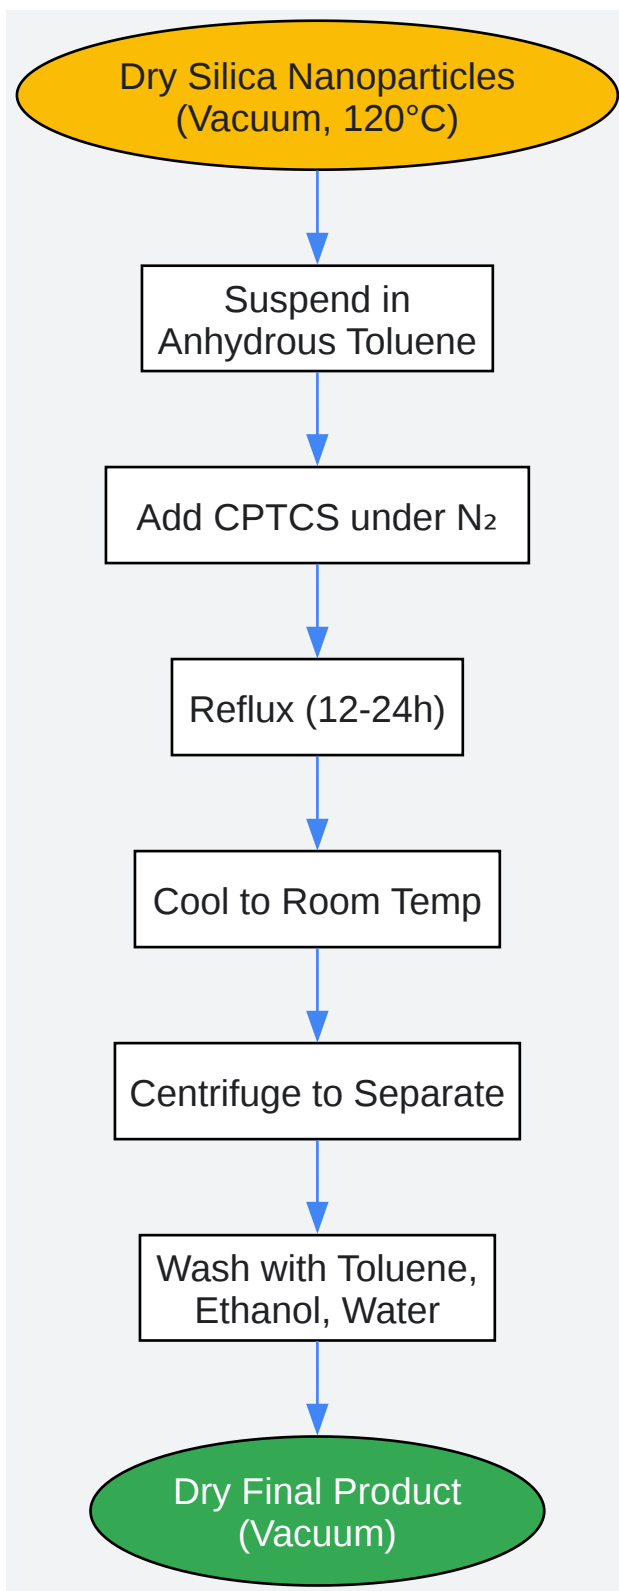 Dry Silica Nanoparticles
(Vacuum, 120°C)
Suspend in
Anhydrous Toluene
Add CPTCS under N₂
Reflux (12-24h)
Cool to Room Temp
Centrifuge to Separate
Wash with Toluene,
Ethanol, Water
Dry Final Product
(Vacuum)